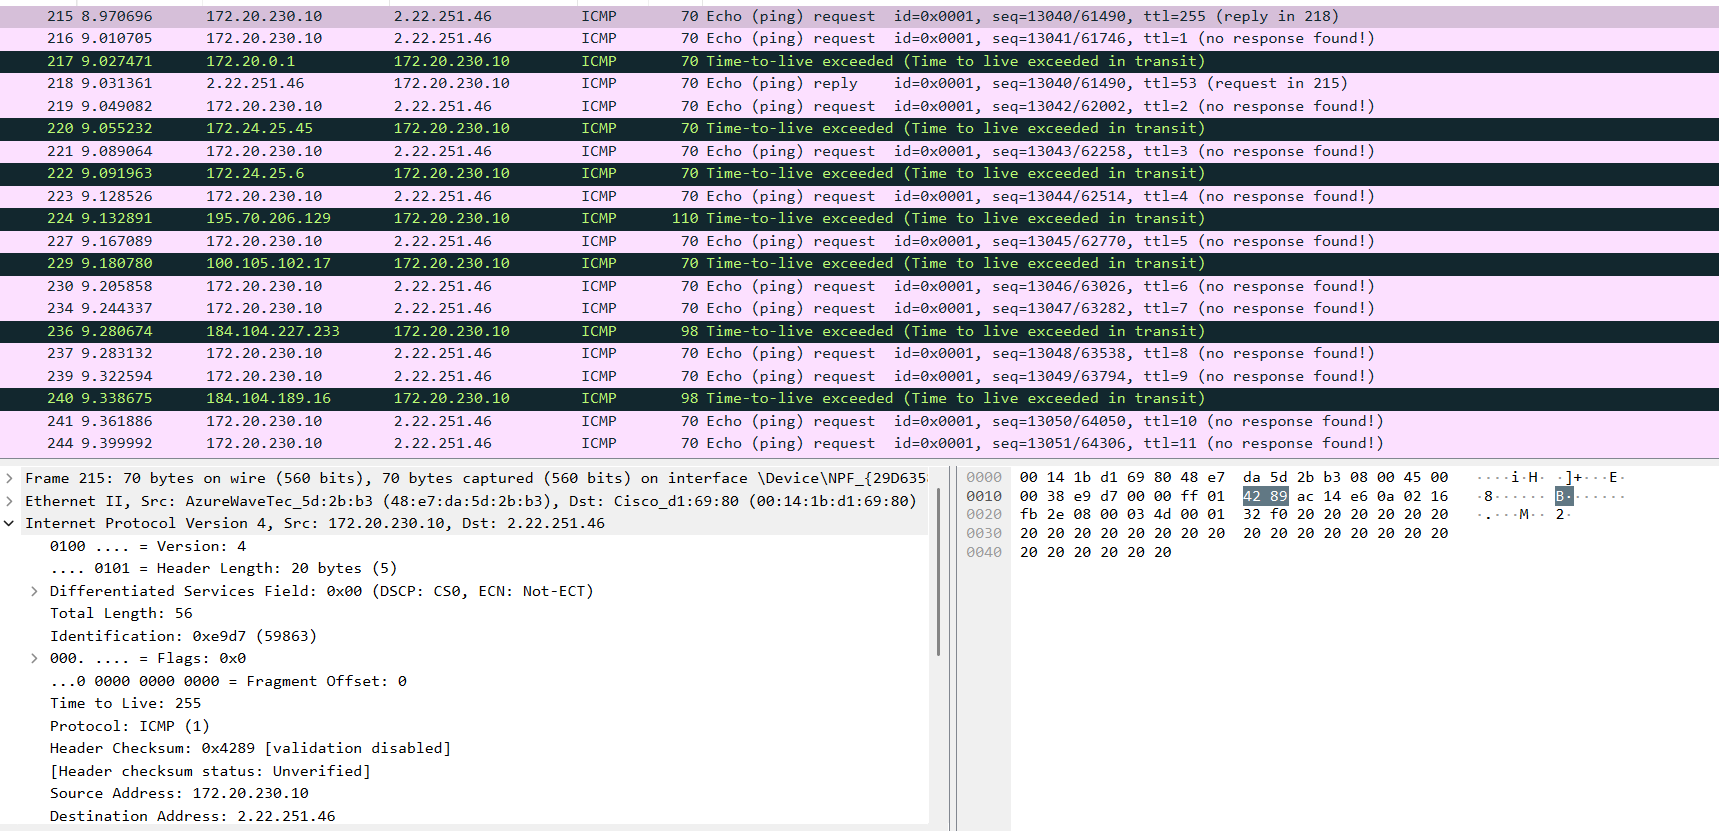 215 8.970696 172.20.230.10 2.22.251.46 ICMP 70 Echo (ping) request id=0x0001, seq=13040/61490, ttl=255 (reply in 218)
216 9.010705 172.20.230.10 2.22.251.46 ICMP 70 Echo (ping) request id=0x0001, seq=13041/61746, ttl=1 (no response found!)
217 9.027471 172.20.0.1 172.20.230.10 ICMP 70 Time-to-live exceeded (Time to live exceeded in transit)
218 9.031361 2.22.251.46 172.20.230.10 ICMP 70 Echo (ping) reply id=0x0001, seq=13040/61490, ttl=53 (request in 215)
219 9.049082 172.20.230.10 2.22.251.46 ICMP 70 Echo (ping) request id=0x0001, seq=13042/62002, ttl=2 (no response found!)
220 9.055232 172.24.25.45 172.20.230.10 ICMP 70 Time-to-live exceeded (Time to live exceeded in transit)
221 9.089064 172.20.230.10 2.22.251.46 ICMP 70 Echo (ping) request id=0x0001, seq=13043/62258, ttl=3 (no response found!)
222 9.091963 172.24.25.6 172.20.230.10 ICMP 70 Time-to-live exceeded (Time to live exceeded in transit)
223 9.128526 172.20.230.10 2.22.251.46 ICMP 70 Echo (ping) request id=0x0001, seq=13044/62514, ttl=4 (no response found!)
224 9.132891 195.70.206.129 172.20.230.10 ICMP 110 Time-to-live exceeded (Time to live exceeded in transit)
227 9.167089 172.20.230.10 2.22.251.46 ICMP 70 Echo (ping) request id=0x0001, seq=13045/62770, ttl=5 (no response found!)
229 9.180780 100.105.102.17 172.20.230.10 ICMP 70 Time-to-live exceeded (Time to live exceeded in transit)
230 9.205858 172.20.230.10 2.22.251.46 ICMP 70 Echo (ping) request id=0x0001, seq=13046/63026, ttl=6 (no response found!)
234 9.244337 172.20.230.10 2.22.251.46 ICMP 70 Echo (ping) request id=0x0001, seq=13047/63282, ttl=7 (no response found!)
236 9.280674 184.104.227.233 172.20.230.10 ICMP 98 Time-to-live exceeded (Time to live exceeded in transit)
237 9.283132 172.20.230.10 2.22.251.46 ICMP 70 Echo (ping) request id=0x0001, seq=13048/63538, ttl=8 (no response found!)
239 9.322594 172.20.230.10 2.22.251.46 ICMP 70 Echo (ping) request id=0x0001, seq=13049/63794, ttl=9 (no response found!)
240 9.338675 184.104.189.16 172.20.230.10 ICMP 98 Time-to-live exceeded (Time to live exceeded in transit)
241 9.361886 172.20.230.10 2.22.251.46 ICMP 70 Echo (ping) request id=0x0001, seq=13050/64050, ttl=10 (no response found!)
244 9.399992 172.20.230.10 2.22.251.46 ICMP 70 Echo (ping) request id=0x0001, seq=13051/64306, ttl=11 (no response found!)
Frame 215: 70 bytes on wire (560 bits), 70 bytes captured (560 bits) on interface \Device\NPF_{29D635
Ethernet II, Src: AzureWaveTec_5d:2b:b3 (48:e7:da:5d:2b:b3), Dst: Cisco_d1:69:80 (00:14:1b:d1:69:80)
Internet Protocol Version 4, Src: 172.20.230.10, Dst: 2.22.251.46
0100 .... = Version: 4
.... 0101 = Header Length: 20 bytes (5)
Differentiated Services Field: 0x00 (DSCP: CS0, ECN: Not-ECT)
Total Length: 56
Identification: 0xe9d7 (59863)
000. .... = Flags: 0x0
...0 0000 0000 0000 = Fragment Offset: 0
Time to Live: 255
Protocol: ICMP (1)
Header Checksum: 0x4289 [validation disabled]
[Header checksum status: Unverified]
Source Address: 172.20.230.10
Destination Address: 2.22.251.46
0000 00 14 1b d1 69 80 48 e7 da 5d 2b b3 08 00 45 00 ····i·H· ·]+···E·
0010 00 38 e9 d7 00 00 ff 01 42 89 ac 14 e6 0a 02 16 ·8······ B·······
0020 fb 2e 08 00 03 4d 00 01 32 f0 20 20 20 20 20 20 ·.···M·· 2·
0030 20 20 20 20 20 20 20 20 20 20 20 20 20 20 20 20
0040 20 20 20 20 20 20